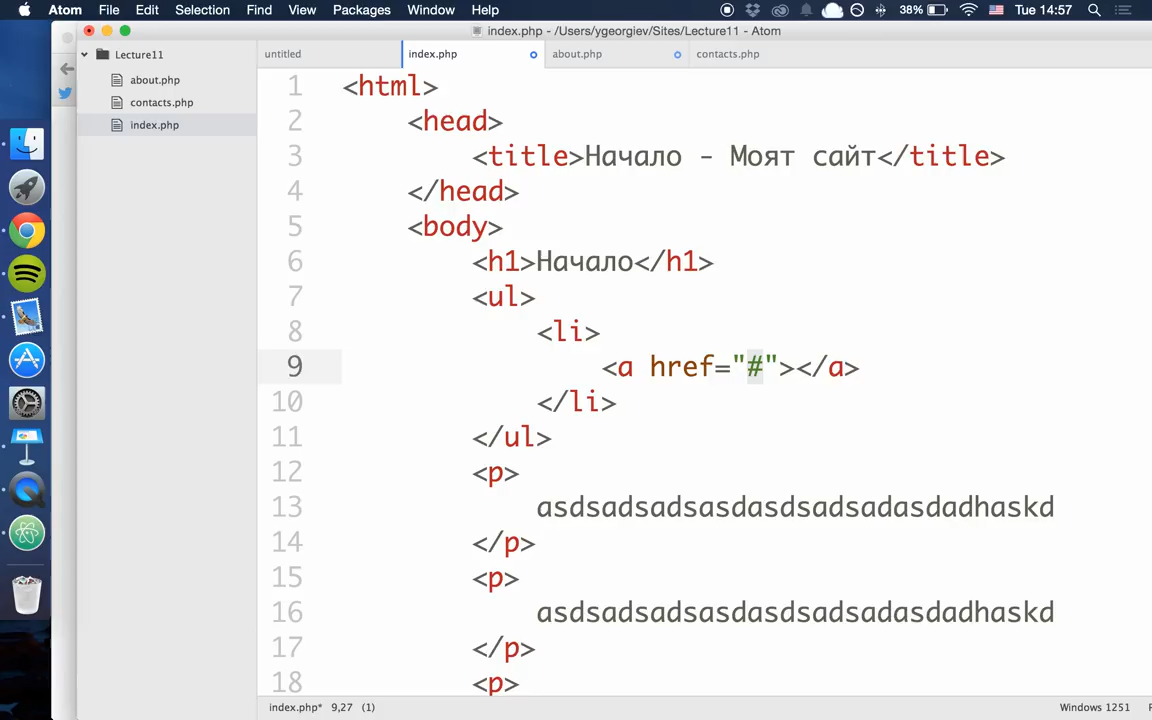 Atom File Edit Selection Find View Packages Window Help 38% Tue 14:57
index.php - /Users/ygeorgiev/Sites/Lecture11 - Atom
Lecture11
about.php
contacts.php
index.php
untitled index.php about.php contacts.php
1 <html>
2 <head>
3 <title>Начало - Моят сайт</title>
4 </head>
5 <body>
6 <h1>Начало</h1>
7 <ul>
8 <li>
9 <a href="#"></a>
10 </li>
11 </ul>
12 <p>
13 asdsadsadsasdasdsadsadasdadhaskd
14 </p>
15 <p>
16 asdsadsadsasdasdsadsadasdadhaskd
17 </p>
18 <p>
index.php* 9,27 (1) Windows 1251